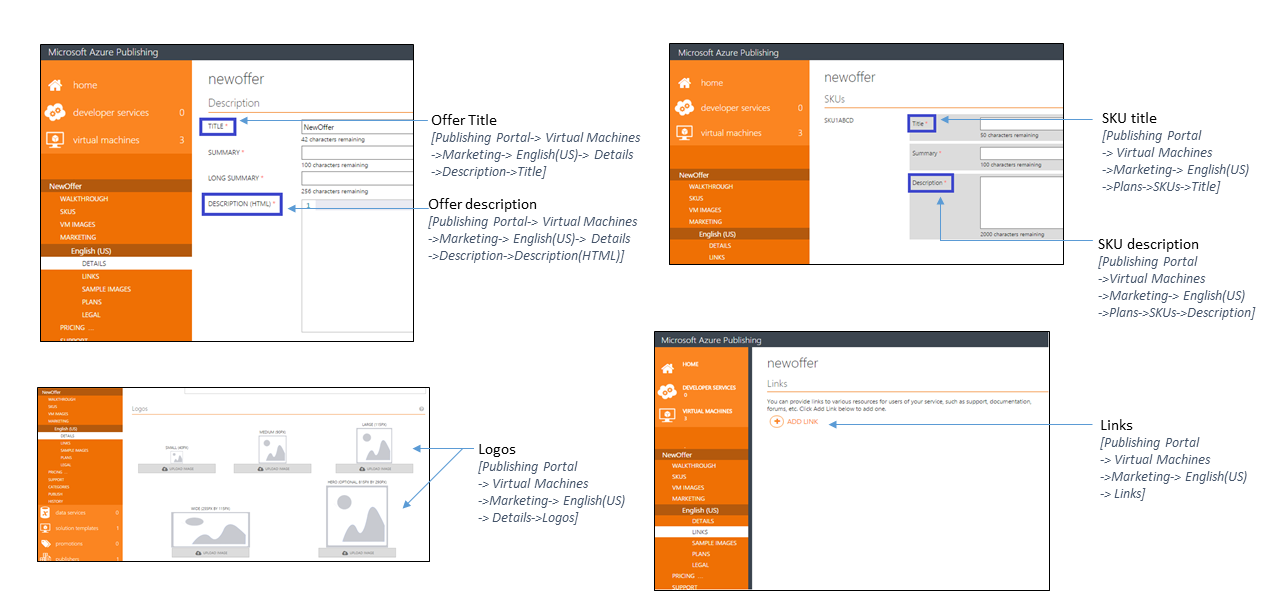 Microsoft Azure Publishing
home
developer services 0
virtual machines 3
NewOffer
WALKTHROUGH
SKUS
VM IMAGES
MARKETING
English (US)
DETAILS
LINKS
SAMPLE IMAGES
PLANS
LEGAL
PRICING ...
SUPPORT
newoffer
Description
TITLE *
NewOffer
42 characters remaining
SUMMARY *
100 characters remaining
LONG SUMMARY *
256 characters remaining
DESCRIPTION (HTML) *
1
Offer Title
[Publishing Portal-> Virtual Machines
->Marketing-> English(US)-> Details
->Description->Title]
Offer description
[Publishing Portal-> Virtual Machines
->Marketing-> English(US)-> Details
->Description->Description(HTML)]
Microsoft Azure Publishing
home
developer services 0
virtual machines 3
NewOffer
WALKTHROUGH
SKUS
VM IMAGES
MARKETING
English (US)
DETAILS
LINKS
newoffer
SKUs
SKU1ABCD
Title *
50 characters remaining
Summary *
100 characters remaining
Description *
2000 characters remaining
SKU title
[Publishing Portal
-> Virtual Machines
->Marketing-> English(US)
->Plans->SKUs->Title]
SKU description
[Publishing Portal
->Virtual Machines
->Marketing-> English(US)
->Plans->SKUs->Description]
NewOffer
WALKTHROUGH
SKUS
VM IMAGES
MARKETING
English (US)
DETAILS
LINKS
SAMPLE IMAGES
PLANS
LEGAL
PRICING ...
SUPPORT
CATEGORIES
PUBLISH
HISTORY
data services 0
solution templates 1
promotions 0
publishers 1
Logos
SMALL (40PX)
UPLOAD IMAGE
MEDIUM (90PX)
UPLOAD IMAGE
LARGE (115PX)
UPLOAD IMAGE
WIDE (255PX BY 115PX)
UPLOAD IMAGE
HERO (OPTIONAL, 815PX BY 290PX)
UPLOAD IMAGE
Logos
[Publishing Portal
-> Virtual Machines
->Marketing-> English(US)
-> Details->Logos]
Microsoft Azure Publishing
HOME
DEVELOPER SERVICES
0
VIRTUAL MACHINES
NewOffer
WALKTHROUGH
SKUS
VM IMAGES
MARKETING
English (US)
DETAILS
LINKS
SAMPLE IMAGES
PLANS
LEGAL
PRICING ...
SUPPORT
newoffer
Links
You can provide links to various resources for users of your service, such as support, documentation,
forums, etc. Click Add Link below to add one.
ADD LINK
Links
[Publishing Portal
-> Virtual Machines
->Marketing-> English(US)
-> Links]